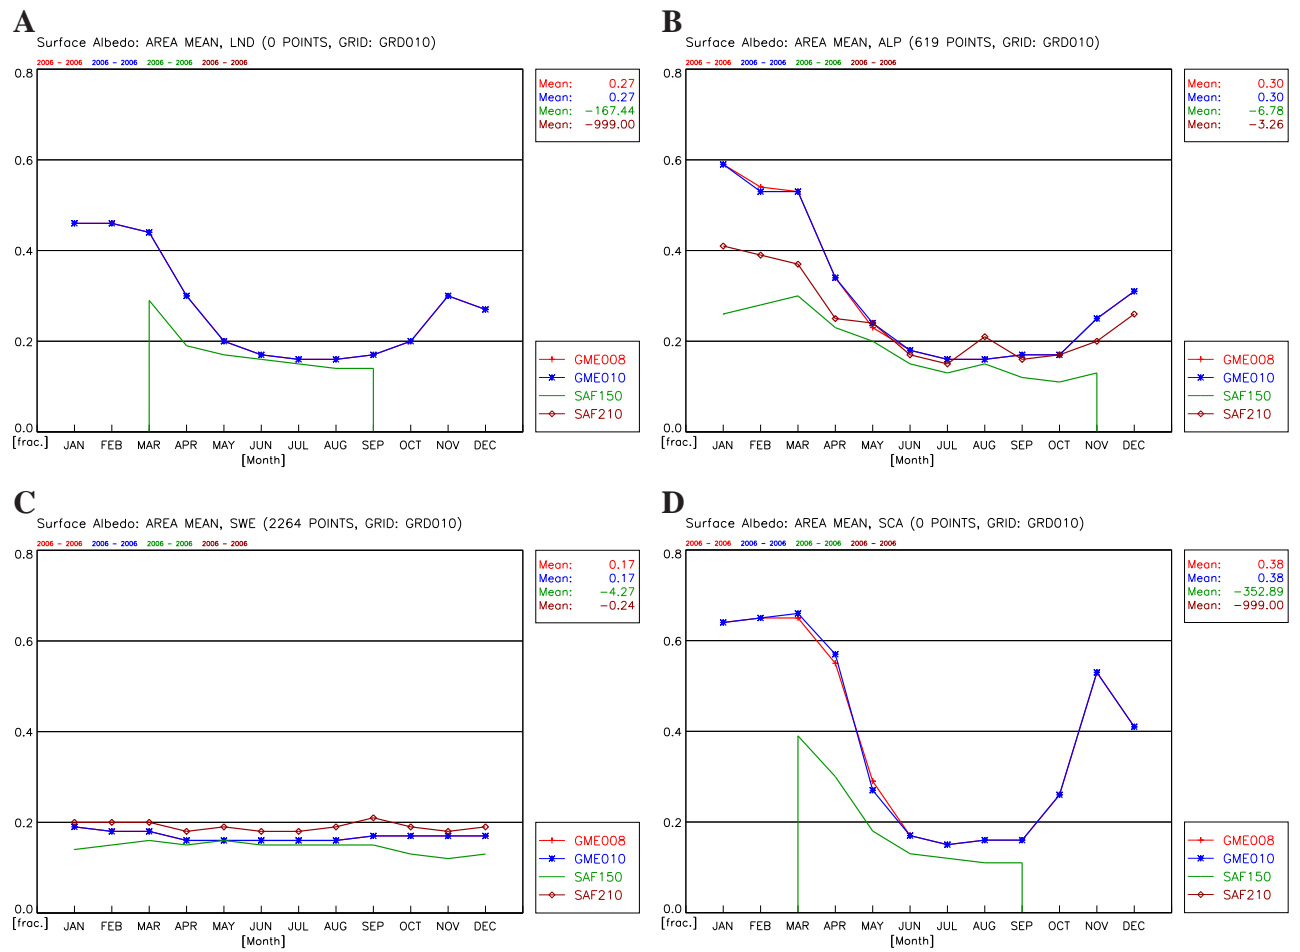 A
Surface Albedo: AREA MEAN, LND (0 POINTS, GRID: GRD010)
2006 - 2006 2006 - 2006 2006 - 2006 2006 - 2006
0.8
0.6
0.4
0.2
0.0
[frac.]
JAN FEB MAR APR MAY JUN JUL AUG SEP OCT NOV DEC
[Month]
Mean: 0.27
Mean: 0.27
Mean: -167.44
Mean: -999.00
GME008
GME010
SAF150
SAF210
B
Surface Albedo: AREA MEAN, ALP (619 POINTS, GRID: GRD010)
2006 - 2006 2006 - 2006 2006 - 2006 2006 - 2006
0.8
0.6
0.4
0.2
0.0
[frac.]
JAN FEB MAR APR MAY JUN JUL AUG SEP OCT NOV DEC
[Month]
Mean: 0.30
Mean: 0.30
Mean: -6.78
Mean: -3.26
GME008
GME010
SAF150
SAF210
C
Surface Albedo: AREA MEAN, SWE (2264 POINTS, GRID: GRD010)
2006 - 2006 2006 - 2006 2006 - 2006 2006 - 2006
0.8
0.6
0.4
0.2
0.0
[frac.]
JAN FEB MAR APR MAY JUN JUL AUG SEP OCT NOV DEC
[Month]
Mean: 0.17
Mean: 0.17
Mean: -4.27
Mean: -0.24
GME008
GME010
SAF150
SAF210
D
Surface Albedo: AREA MEAN, SCA (0 POINTS, GRID: GRD010)
2006 - 2006 2006 - 2006 2006 - 2006 2006 - 2006
0.8
0.6
0.4
0.2
0.0
[frac.]
JAN FEB MAR APR MAY JUN JUL AUG SEP OCT NOV DEC
[Month]
Mean: 0.38
Mean: 0.38
Mean: -352.89
Mean: -999.00
GME008
GME010
SAF150
SAF210